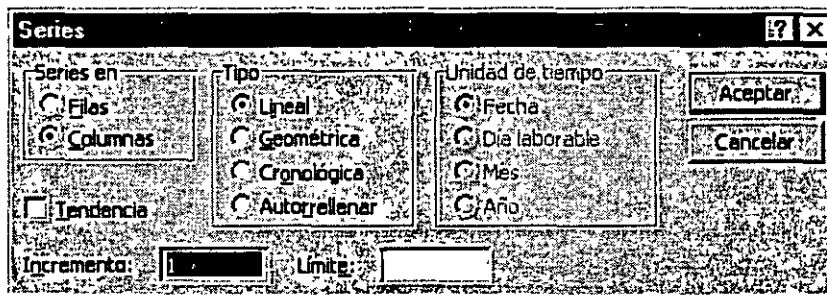 Series
Series en
Filas
Columnas
Tendencia
Tipo
Lineal
Geométrica
Cronológica
Autorrellenar
Unidad de tiempo
Fecha
Dia laborable
Mes
Año
Aceptar
Cancelar
Incremento: 1
Límite: